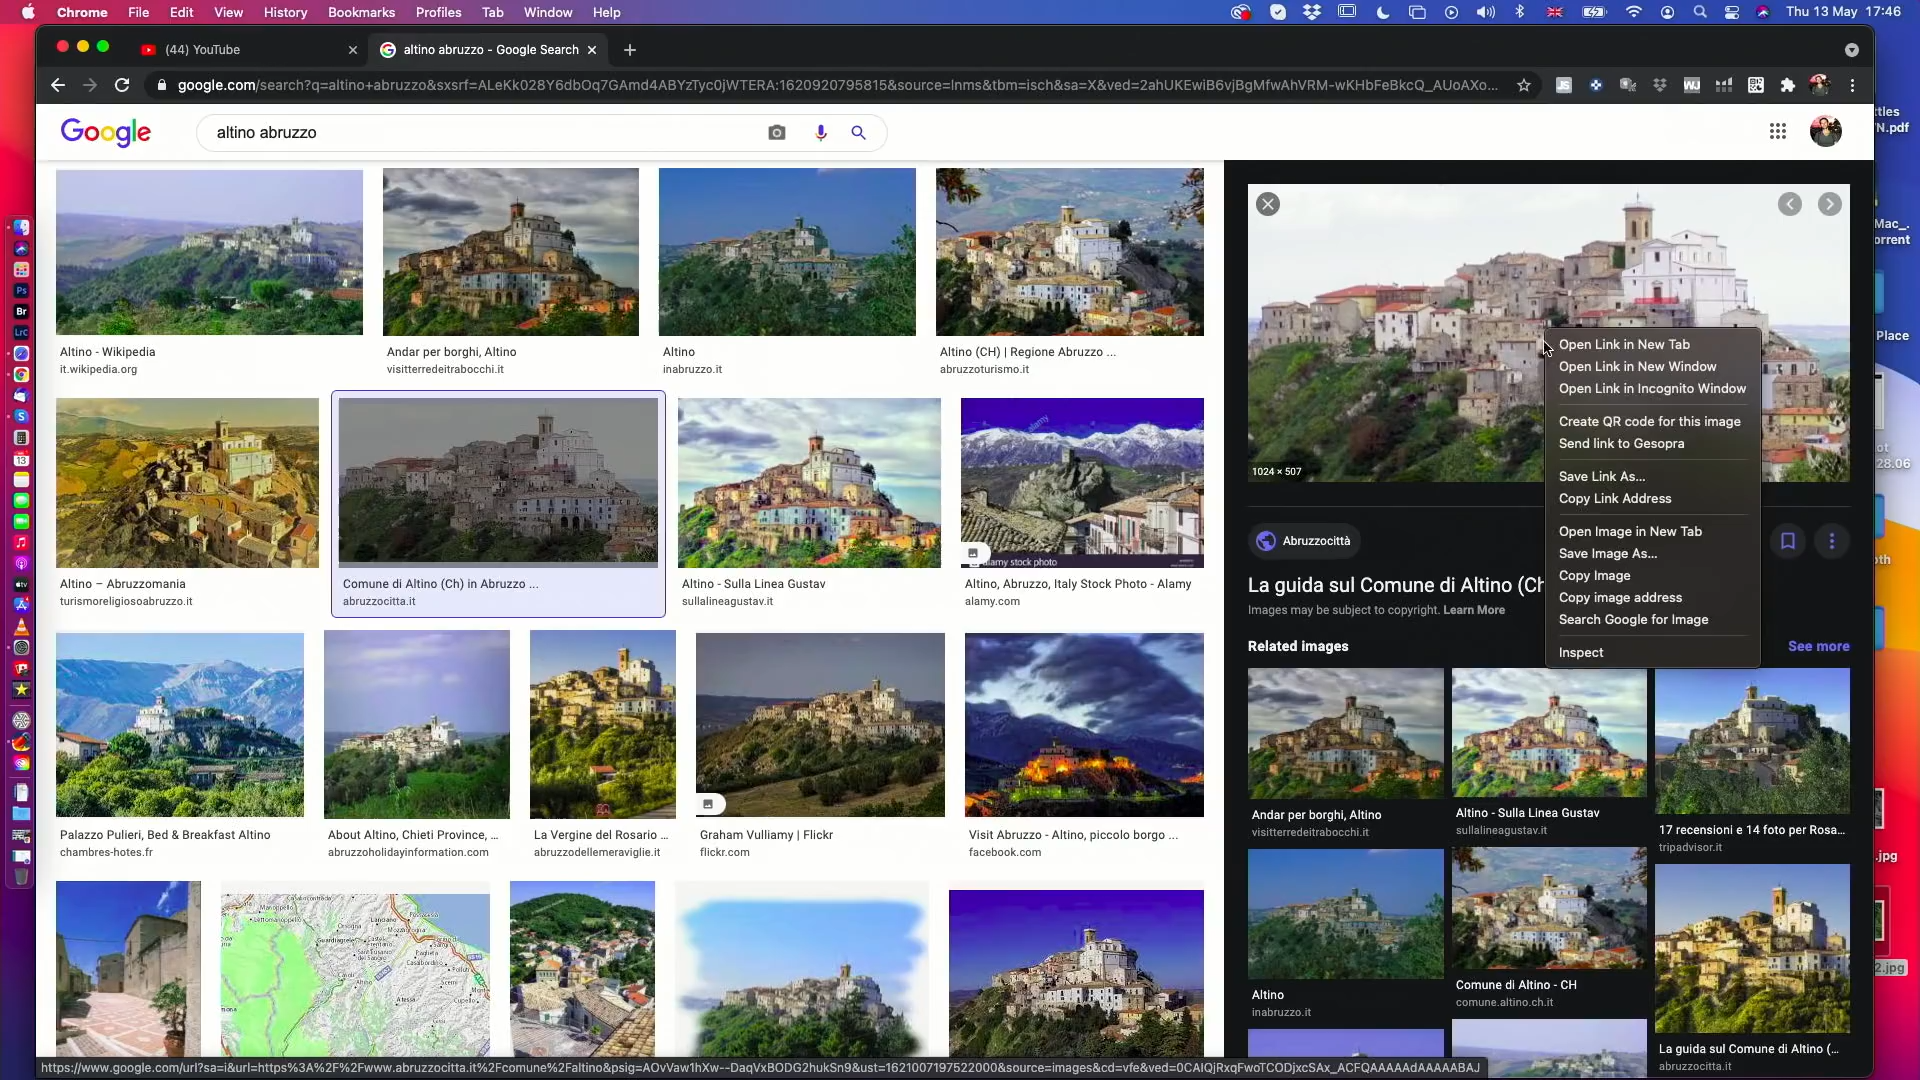 Chrome File Edit View History Bookmarks Profiles Tab Window Help
Thu 13 May 17:46
(44) YouTube
altino abruzzo - Google Search
google.com/search?q=altino+abruzzo&sxsrf=ALeKk028Y6dbOq7GAmd4ABYzTyc0jWTERA:1620920795815&source=lnms&tbm=isch&sa=X&ved=2ahUKEwiB6vjBgMfwAhVRM-wKHbFeBkcQ_AUoAXo...
Google
altino abruzzo
Altino - Wikipedia
it.wikipedia.org
Andar per borghi, Altino
visitterredeitrabocchi.it
Altino
inabruzzo.it
Altino (CH) | Regione Abruzzo ...
abruzzoturismo.it
Altino – Abruzzomania
turismoreligiosoabruzzo.it
Comune di Altino (Ch) in Abruzzo ...
abruzzocitta.it
Altino - Sulla Linea Gustav
sullalineagustav.it
alamy stock photo
Altino, Abruzzo, Italy Stock Photo - Alamy
alamy.com
Palazzo Pulieri, Bed & Breakfast Altino
chambres-hotes.fr
About Altino, Chieti Province, ...
abruzzoholidayinformation.com
La Vergine del Rosario ...
abruzzodellemeraviglie.it
Graham Vulliamy | Flickr
flickr.com
Visit Abruzzo - Altino, piccolo borgo ...
facebook.com
1024 × 507
Abruzzocittà
La guida sul Comune di Altino (Ch
Images may be subject to copyright. Learn More
Related images
See more
Open Link in New Tab
Open Link in New Window
Open Link in Incognito Window
Create QR code for this image
Send link to Gesopra
Save Link As...
Copy Link Address
Open Image in New Tab
Save Image As...
Copy Image
Copy image address
Search Google for Image
Inspect
Andar per borghi, Altino
visitterredeitrabocchi.it
Altino - Sulla Linea Gustav
sullalineagustav.it
17 recensioni e 14 foto per Rosa...
tripadvisor.it
Altino
inabruzzo.it
Comune di Altino - CH
comune.altino.ch.it
La guida sul Comune di Altino (...
abruzzocitta.it
https://www.google.com/url?sa=i&url=https%3A%2F%2Fwww.abruzzocitta.it%2Fcomune%2Faltino&psig=AOvVaw1hXw--DaqVxBODG2hukSn9&ust=1621007197522000&source=images&cd=vfe&ved=0CAIQjRxqFwoTCODjxcSAx_ACFQAAAAAdAAAAABAJ